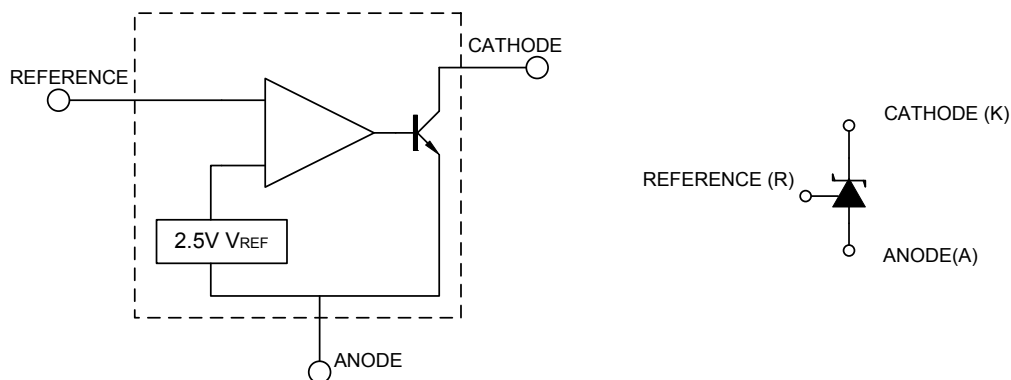 CATHODE
REFERENCE
2.5V VREF
ANODE
CATHODE (K)
REFERENCE (R)
ANODE(A)